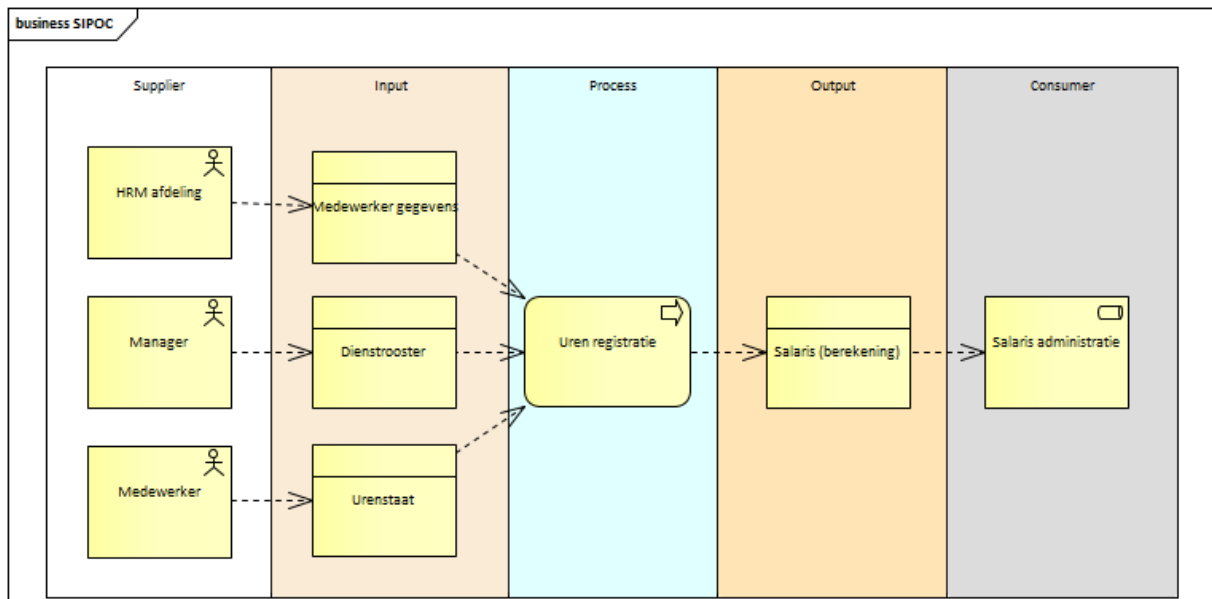 business SIPOC
Supplier
Input
Process
Output
Consumer
HRM afdeling
Medewerker gegevens
Manager
Dienstrooster
Uren registratie
Salaris (berekening)
Salaris administratie
Medewerker
Urenstaat